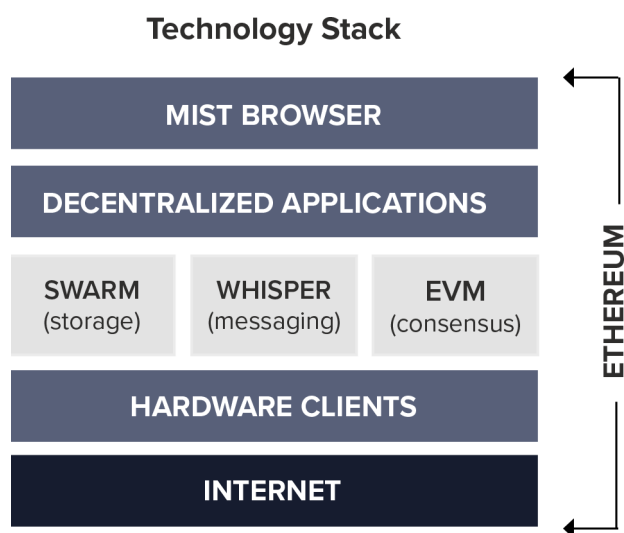 Technology Stack
MIST BROWSER
DECENTRALIZED APPLICATIONS
SWARM
(storage)
WHISPER
(messaging)
EVM
(consensus)
HARDWARE CLIENTS
INTERNET
ETHEREUM